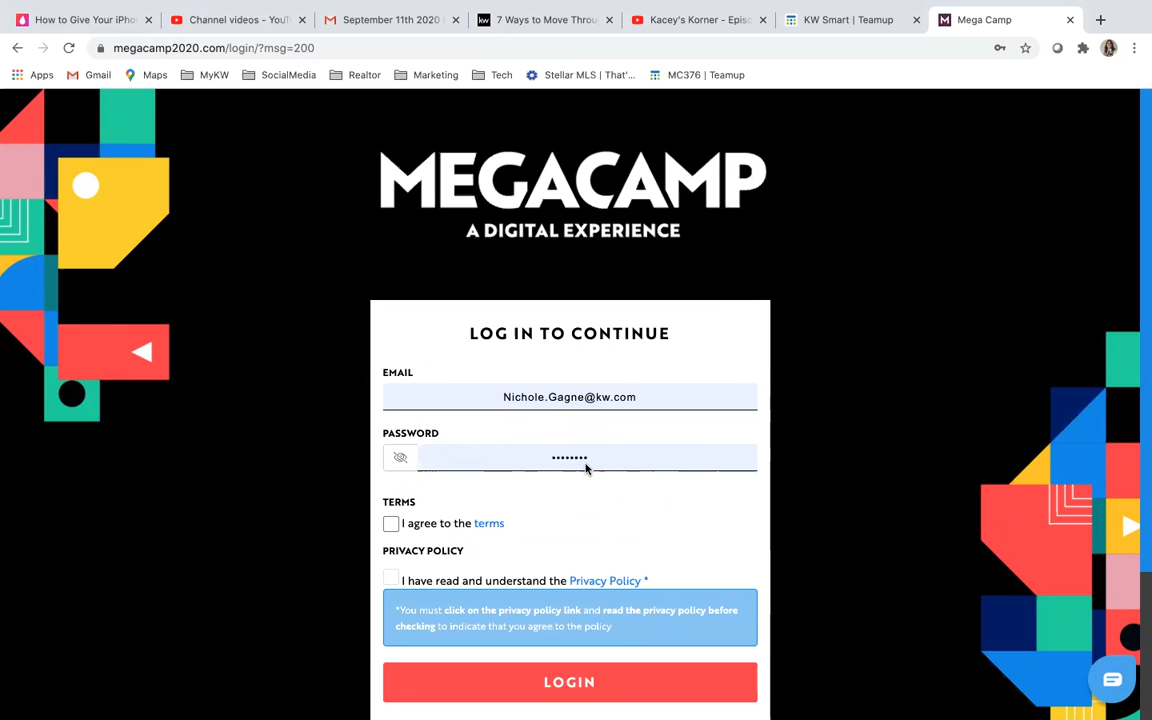 How to Give Your iPho
Channel videos - YouTu
September 11th 2020
kw
7 Ways to Move Throu
Kacey's Korner - Episo
KW Smart | Teamup
Mega Camp
megacamp2020.com/login/?msg=200
Apps
Gmail
Maps
MyKW
SocialMedia
Realtor
Marketing
Tech
Stellar MLS | That'...
MC376 | Teamup
MEGACAMP
A DIGITAL EXPERIENCE
LOG IN TO CONTINUE
EMAIL
Nichole.Gagne@kw.com
PASSWORD
••••••••
TERMS
I agree to the terms
PRIVACY POLICY
I have read and understand the Privacy Policy *
*You must click on the privacy policy link and read the privacy policy before
checking to indicate that you agree to the policy
LOGIN